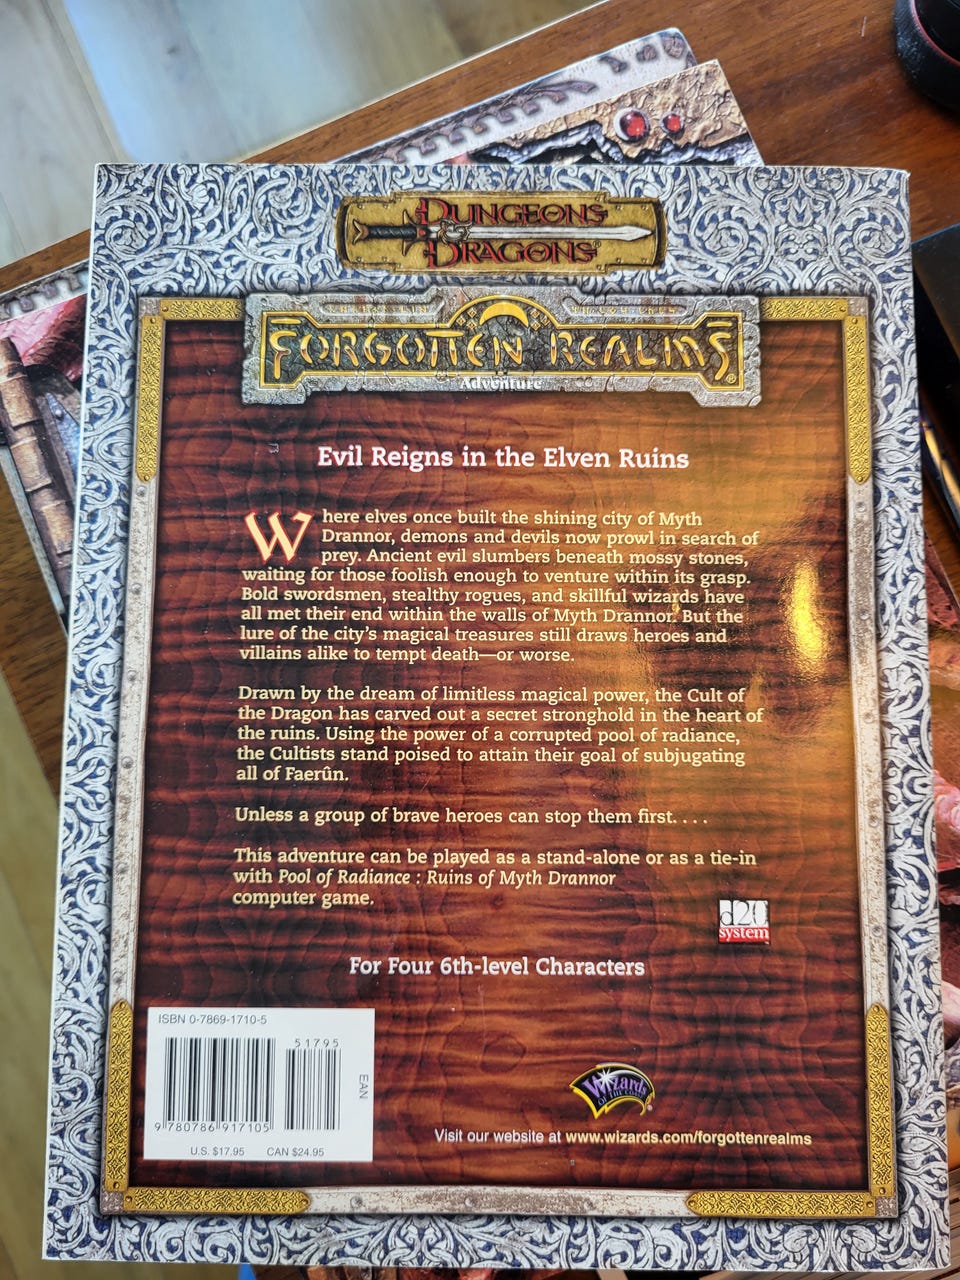 DUNGEONS
&
DRAGONS®
FORGOTTEN REALMS®
Adventure
Evil Reigns in the Elven Ruins
Where elves once built the shining city of Myth
Drannor, demons and devils now prowl in search of
prey. Ancient evil slumbers beneath mossy stones,
waiting for those foolish enough to venture within its grasp.
Bold swordsmen, stealthy rogues, and skillful wizards have
all met their end within the walls of Myth Drannor. But the
lure of the city's magical treasures still draws heroes and
villains alike to tempt death—or worse.
Drawn by the dream of limitless magical power, the Cult of
the Dragon has carved out a secret stronghold in the heart of
the ruins. Using the power of a corrupted pool of radiance,
the Cultists stand poised to attain their goal of subjugating
all of Faerûn.
Unless a group of brave heroes can stop them first. . . .
This adventure can be played as a stand-alone or as a tie-in
with Pool of Radiance : Ruins of Myth Drannor
computer game.
d20
system
For Four 6th-level Characters
ISBN 0-7869-1710-5
51795
EAN
9 780786 917105
U.S. $17.95 CAN $24.95
Wizards
OF THE COAST
Visit our website at www.wizards.com/forgottenrealms